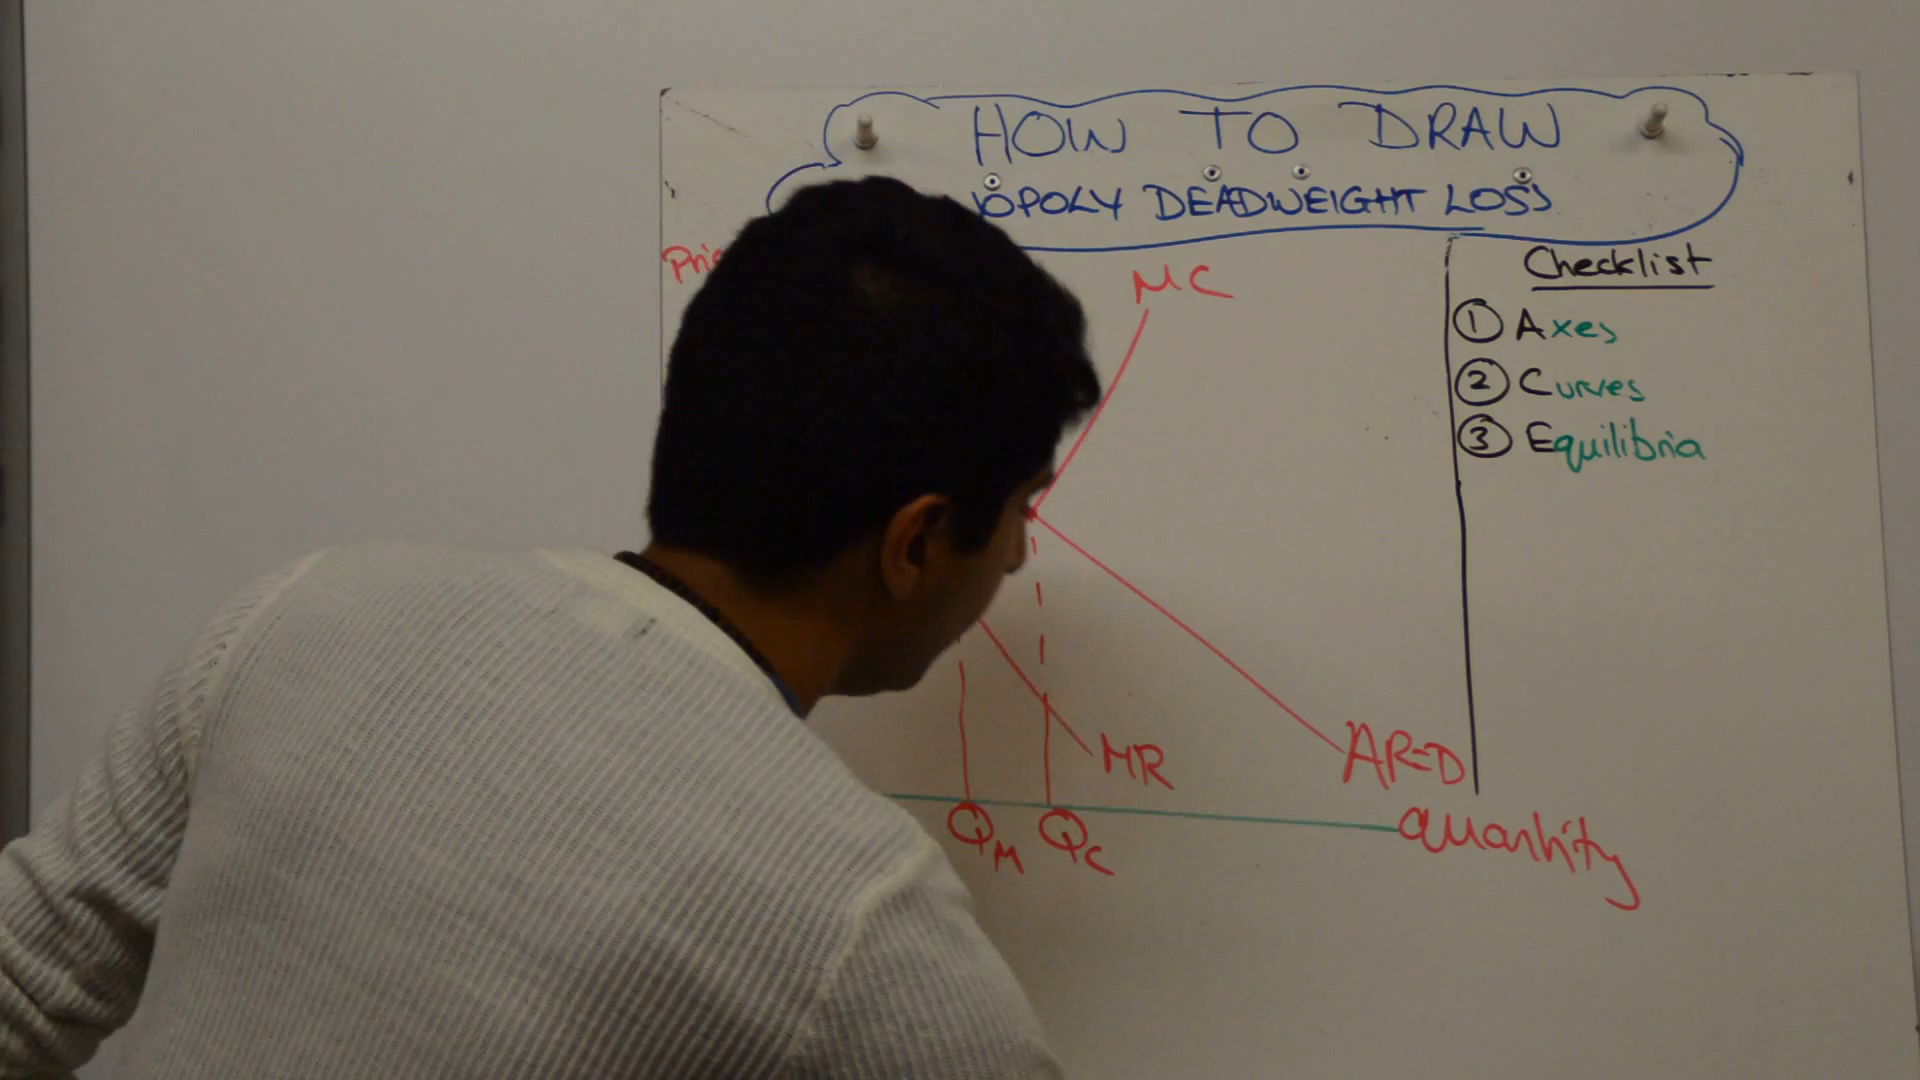 HOW TO DRAW
OPOLY DEADWEIGHT LOSS
Pric
MC
Checklist
① Axes
② Curves
③ Equilibria
MR
AR=D
QM QC
quantity